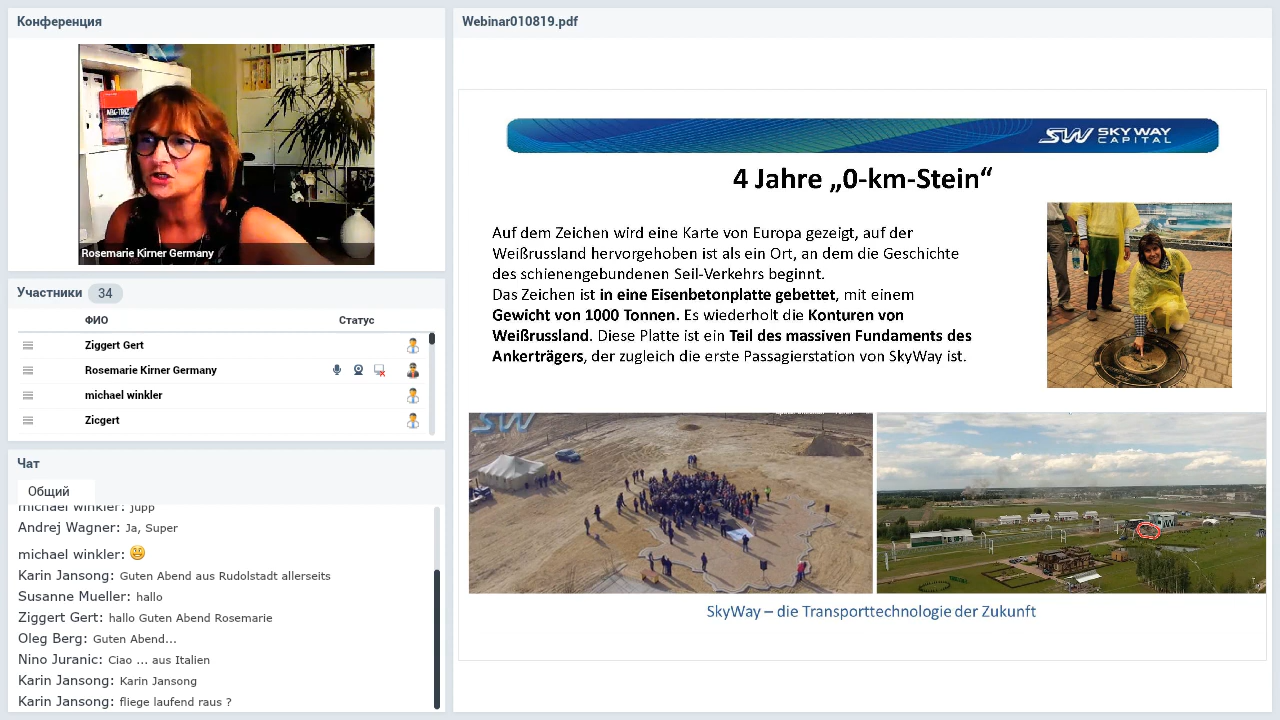 Конференция
ABC-TRIZ
Rosemarie Kirner Germany
Участники 34
ФИО Статус
Ziggert Gert
Rosemarie Kirner Germany
michael winkler
Zicgert
Чат
Общий
michael winkler: jupp
Andrej Wagner: Ja, Super
michael winkler:
Karin Jansong: Guten Abend aus Rudolstadt allerseits
Susanne Mueller: hallo
Ziggert Gert: hallo Guten Abend Rosemarie
Oleg Berg: Guten Abend...
Nino Juranic: Ciao ... aus Italien
Karin Jansong: Karin Jansong
Karin Jansong: fliege laufend raus ?
Webinar010819.pdf
SW SKY WAY
CAPITAL
4 Jahre „0-km-Stein“
Auf dem Zeichen wird eine Karte von Europa gezeigt, auf der
Weißrussland hervorgehoben ist als ein Ort, an dem die Geschichte
des schienengebundenen Seil-Verkehrs beginnt.
Das Zeichen ist in eine Eisenbetonplatte gebettet, mit einem
Gewicht von 1000 Tonnen. Es wiederholt die Konturen von
Weißrussland. Diese Platte ist ein Teil des massiven Fundaments des
Ankerträgers, der zugleich die erste Passagierstation von SkyWay ist.
SW
SkyWay – die Transporttechnologie der Zukunft